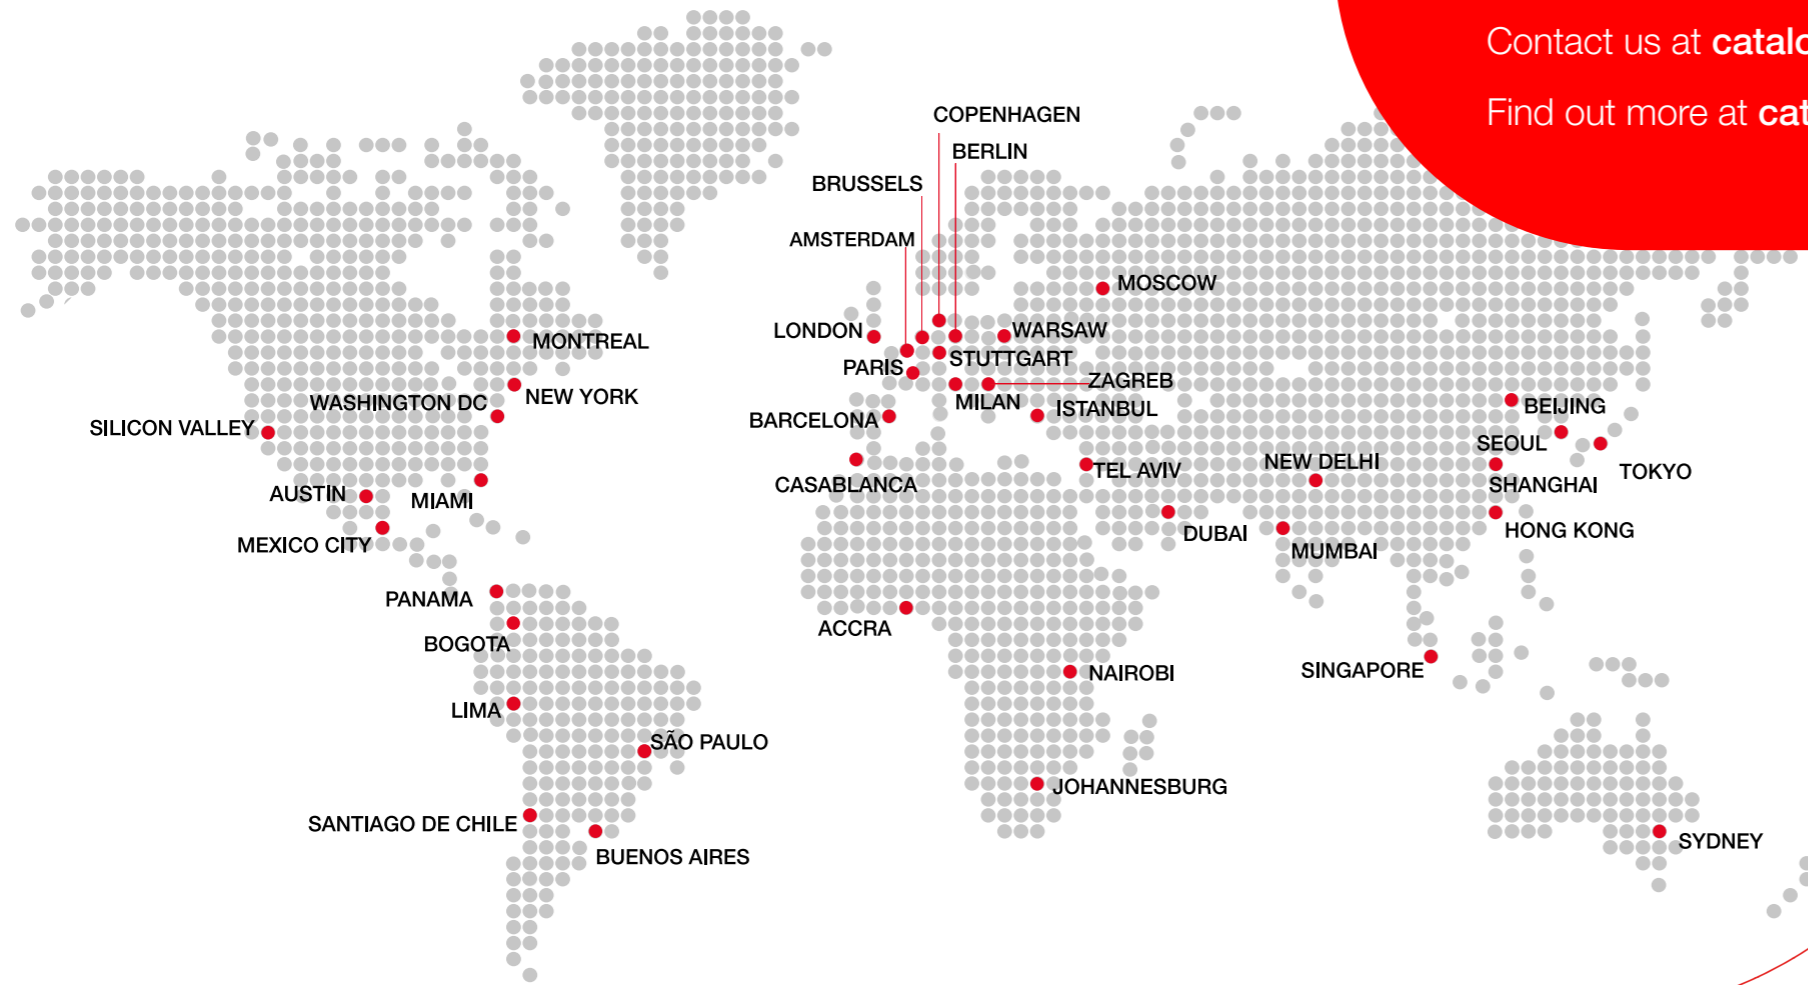 Contact us at
Find out more at
COPENHAGEN
BERLIN
BRUSSELS
AMSTERDAM
MOSCOW
LONDON
WARSAW
MONTREAL
STUTTGART
PARIS
ZAGREB
NEW YORK
WASHINGTON DC
MILAN
ISTANBUL
BEIJING
BARCELONA
SILICON VALLEY
SEOUL
NEW DELHI
TEL AVIV
TOKYO
CASABLANCA
SHANGHAI
AUSTIN
MIAMI
HONG KONG
DUBAI
MEXICO CITY
MUMBAI
PANAMA
ACCRA
BOGOTA
SINGAPORE
NAIROBI
LIMA
SÃO PAULO
JOHANNESBURG
SANTIAGO DE CHILE
SYDNEY
BUENOS AIRES